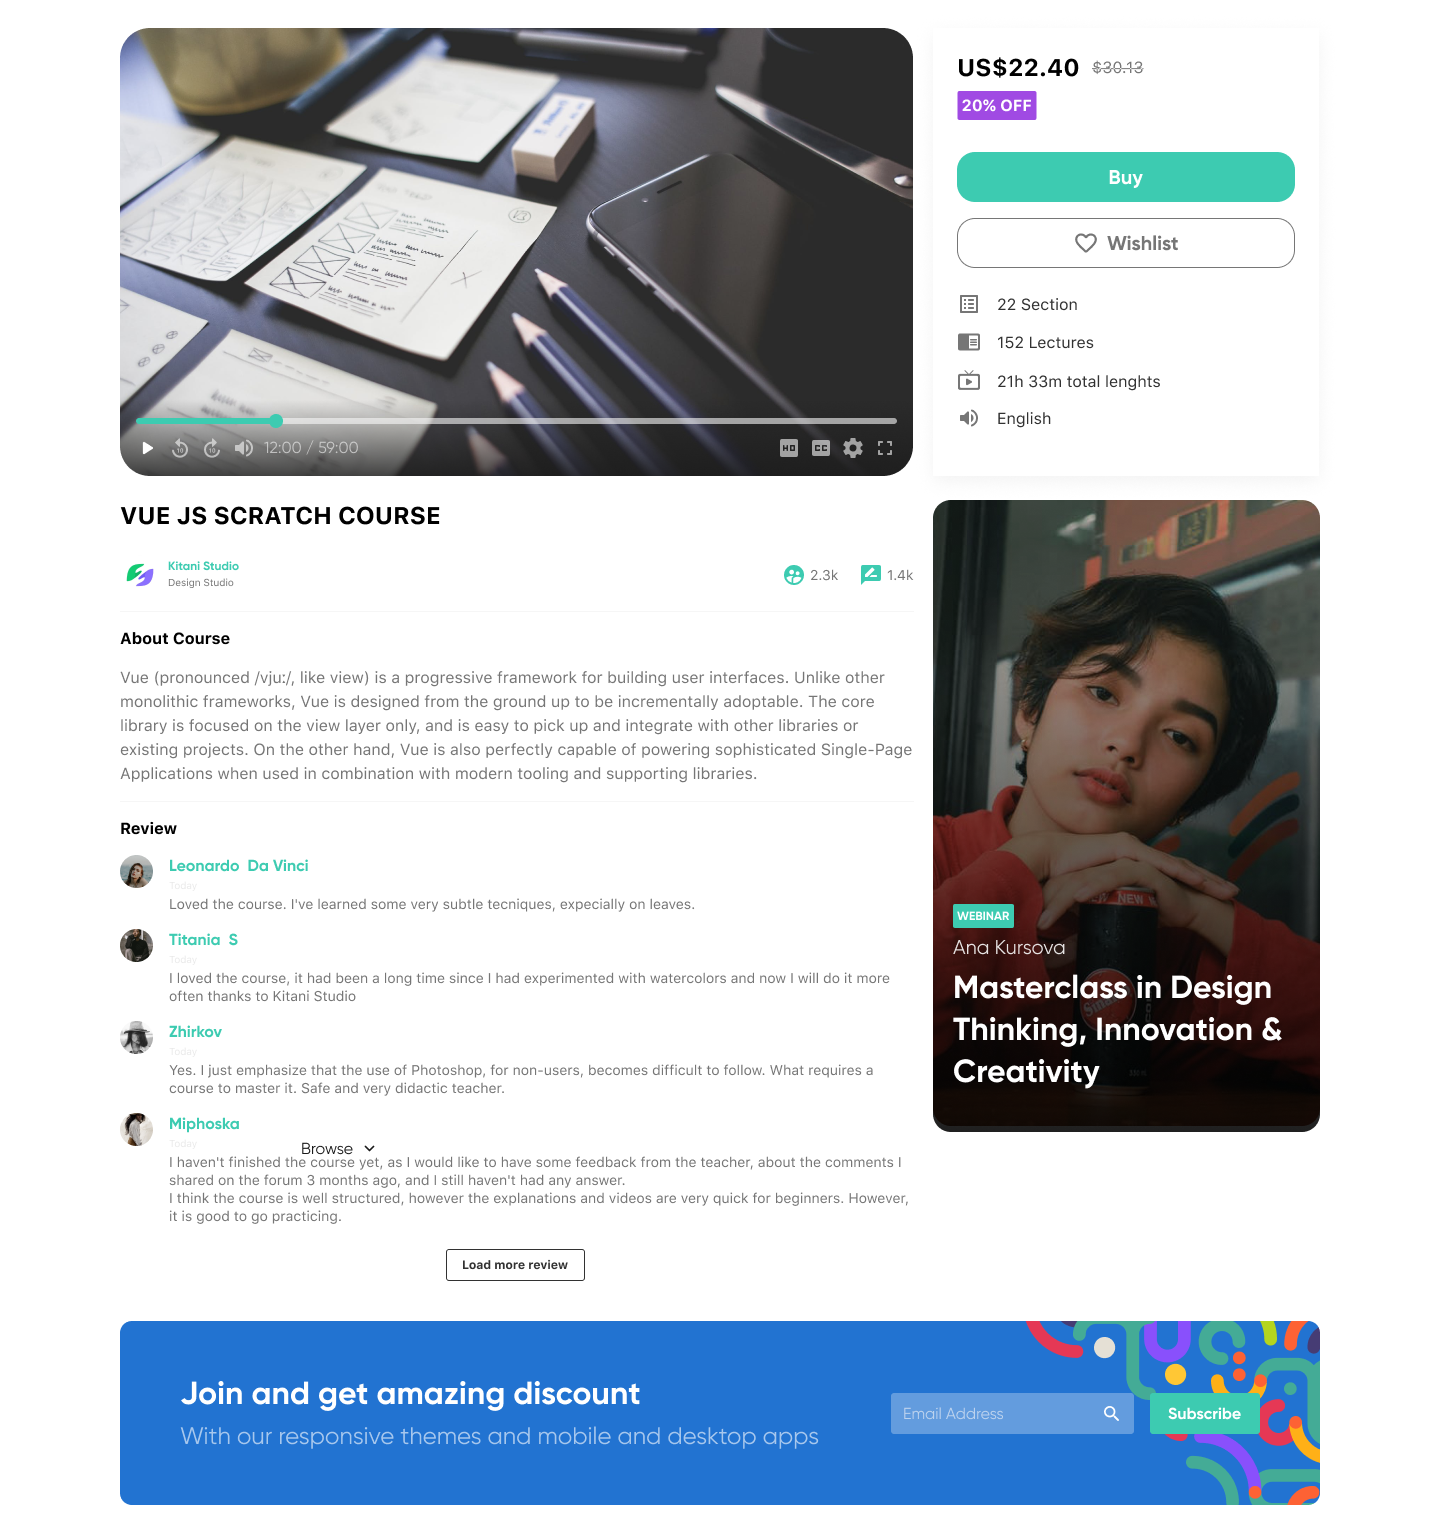 US$22.40 $30.13
20% OFF
Buy
Wishlist
22 Section
152 Lectures
21h 33m total lenghts
English
12:00 / 59:00
HD
CC
VUE JS SCRATCH COURSE
Kitani Studio
Design Studio
2.3k
1.4k
About Course
Vue (pronounced /vjuː/, like view) is a progressive framework for building user interfaces. Unlike other
monolithic frameworks, Vue is designed from the ground up to be incrementally adoptable. The core
library is focused on the view layer only, and is easy to pick up and integrate with other libraries or
existing projects. On the other hand, Vue is also perfectly capable of powering sophisticated Single-Page
Applications when used in combination with modern tooling and supporting libraries.
Review
Leonardo Da Vinci
Today
Loved the course. I've learned some very subtle tecniques, expecially on leaves.
Titania S
Today
I loved the course, it had been a long time since I had experimented with watercolors and now I will do it more
often thanks to Kitani Studio
Zhirkov
Today
Yes. I just emphasize that the use of Photoshop, for non-users, becomes difficult to follow. What requires a
course to master it. Safe and very didactic teacher.
Miphoska
Today
Browse
I haven't finished the course yet, as I would like to have some feedback from the teacher, about the comments I
shared on the forum 3 months ago, and I still haven't had any answer.
I think the course is well structured, however the explanations and videos are very quick for beginners. However,
it is good to go practicing.
Load more review
NEW
WEBINAR
Ana Kursova
Masterclass in Design
Thinking, Innovation &
Creativity
Join and get amazing discount
With our responsive themes and mobile and desktop apps
Email Address
Subscribe